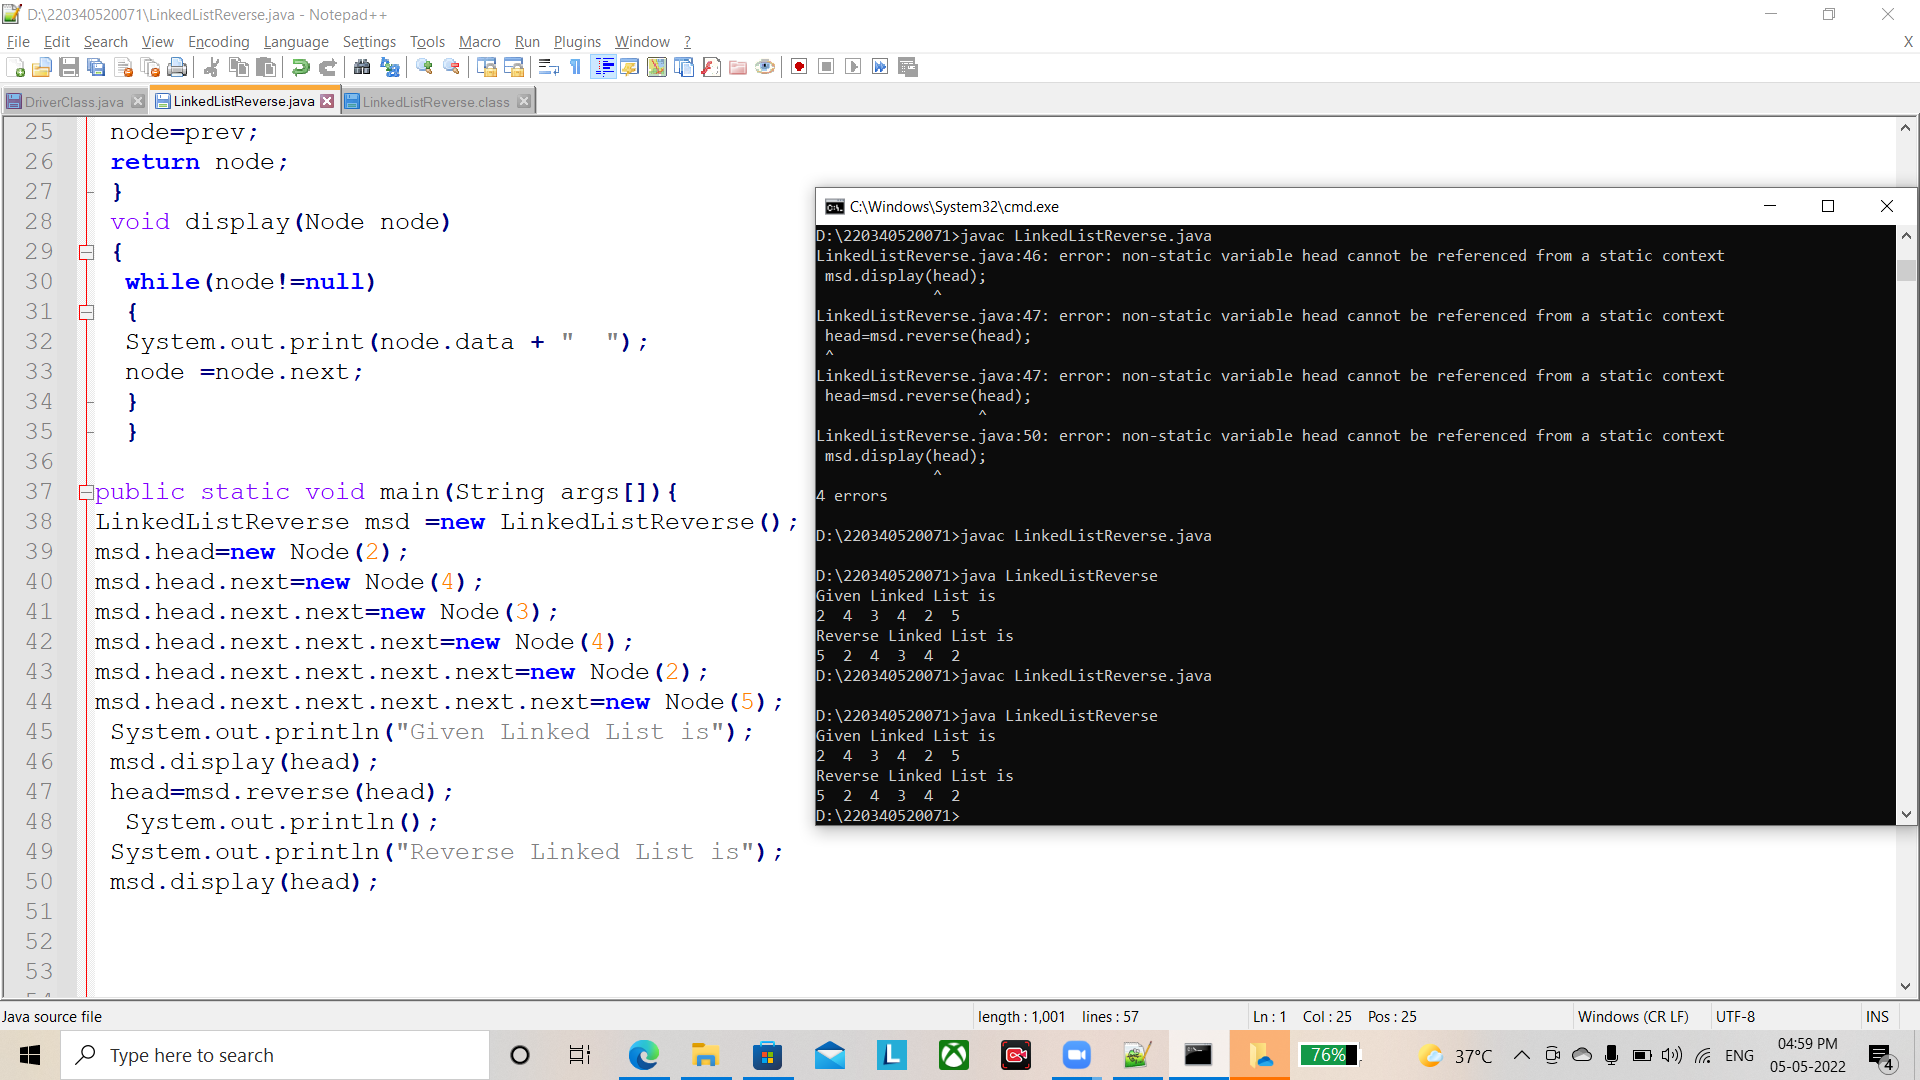 D:\220340520071\LinkedListReverse.java - Notepad++
File Edit Search View Encoding Language Settings Tools Macro Run Plugins Window ? X
DriverClass.java LinkedListReverse.java LinkedListReverse.class
25 node=prev;
26 return node;
27 }
28 void display(Node node)
29 {
30 while(node!=null)
31 {
32 System.out.print(node.data + "  ");
33 node =node.next;
34 }
35 }
36
37 public static void main(String args[]){
38 LinkedListReverse msd =new LinkedListReverse();
39 msd.head=new Node(2);
40 msd.head.next=new Node(4);
41 msd.head.next.next=new Node(3);
42 msd.head.next.next.next=new Node(4);
43 msd.head.next.next.next.next=new Node(2);
44 msd.head.next.next.next.next.next=new Node(5);
45 System.out.println("Given Linked List is");
46 msd.display(head);
47 head=msd.reverse(head);
48 System.out.println();
49 System.out.println("Reverse Linked List is");
50 msd.display(head);
51
52
53
54
C:\Windows\System32\cmd.exe
D:\220340520071>javac LinkedListReverse.java
LinkedListReverse.java:46: error: non-static variable head cannot be referenced from a static context
msd.display(head);
^
LinkedListReverse.java:47: error: non-static variable head cannot be referenced from a static context
head=msd.reverse(head);
^
LinkedListReverse.java:47: error: non-static variable head cannot be referenced from a static context
head=msd.reverse(head);
^
LinkedListReverse.java:50: error: non-static variable head cannot be referenced from a static context
msd.display(head);
^
4 errors
D:\220340520071>javac LinkedListReverse.java
D:\220340520071>java LinkedListReverse
Given Linked List is
2  4  3  4  2  5
Reverse Linked List is
5  2  4  3  4  2
D:\220340520071>javac LinkedListReverse.java
D:\220340520071>java LinkedListReverse
Given Linked List is
2  4  3  4  2  5
Reverse Linked List is
5  2  4  3  4  2
D:\220340520071>
Java source file length : 1,001 lines : 57 Ln : 1 Col : 25 Pos : 25 Windows (CR LF) UTF-8 INS
Type here to search L 76% 37°C ENG 04:59 PM
05-05-2022 4